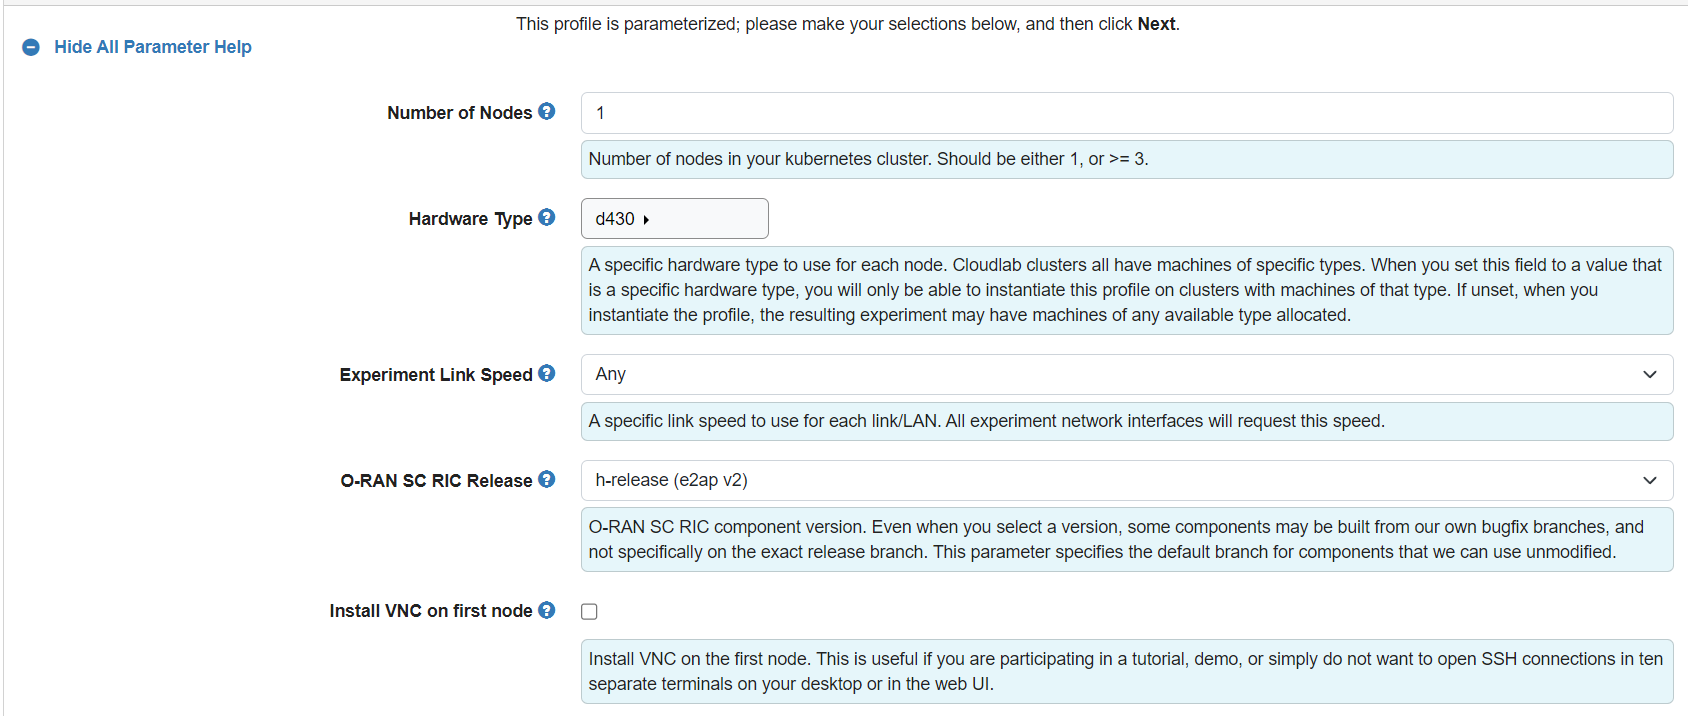 This profile is parameterized; please make your selections below, and then click Next.
Hide All Parameter Help
Number of Nodes
1
Number of nodes in your kubernetes cluster. Should be either 1, or >= 3.
Hardware Type
d430
A specific hardware type to use for each node. Cloudlab clusters all have machines of specific types. When you set this field to a value that
is a specific hardware type, you will only be able to instantiate this profile on clusters with machines of that type. If unset, when you
instantiate the profile, the resulting experiment may have machines of any available type allocated.
Experiment Link Speed
Any
A specific link speed to use for each link/LAN. All experiment network interfaces will request this speed.
O-RAN SC RIC Release
h-release (e2ap v2)
O-RAN SC RIC component version. Even when you select a version, some components may be built from our own bugfix branches, and
not specifically on the exact release branch. This parameter specifies the default branch for components that we can use unmodified.
Install VNC on first node
Install VNC on the first node. This is useful if you are participating in a tutorial, demo, or simply do not want to open SSH connections in ten
separate terminals on your desktop or in the web UI.